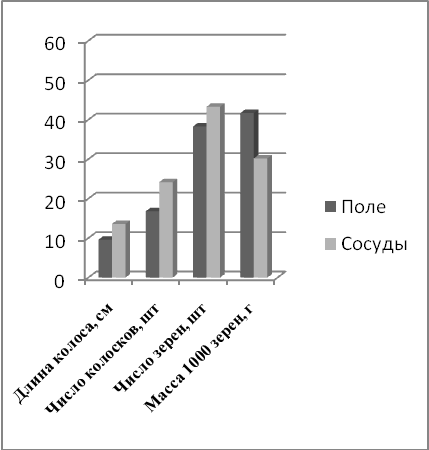 60
50
40
30
20
10
0
Длина колоса, см
Число колосков, шт
Число зерен, шт
Масса 1000 зерен, г
Поле
Сосуды